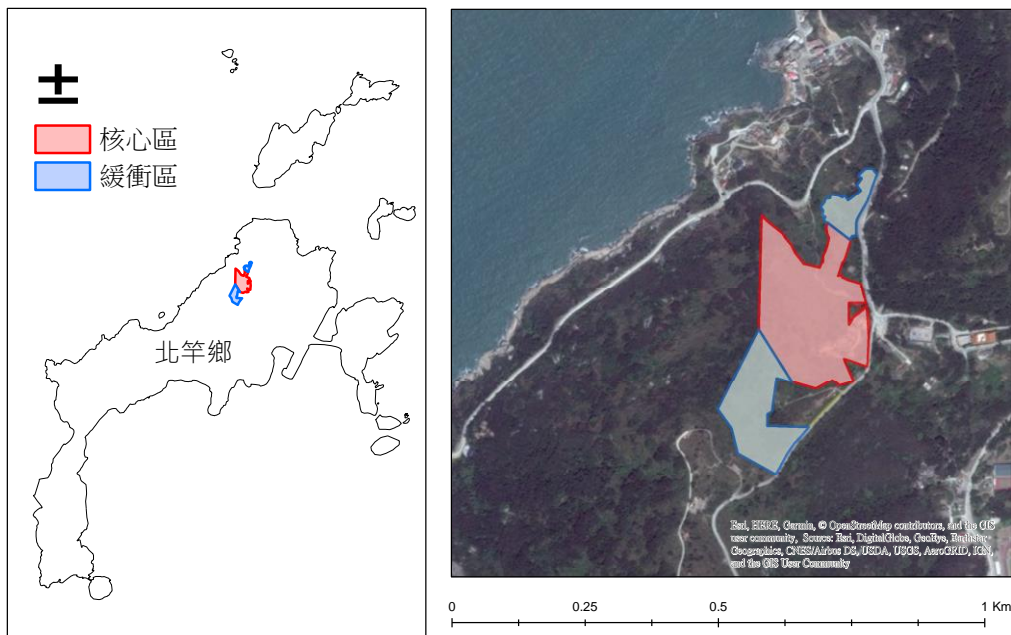 核心區
緩衝區
北竿鄉
Esri, HERE, Garmin, © OpenStreetMap contributors, and the GIS
user community, Source: Esri, DigitalGlobe, GeoEye, Earthstar
Geographics, CNES/Airbus DS, USDA, USGS, AeroGRID, IGN,
and the GIS User Community
0 0.25 0.5 1 Km